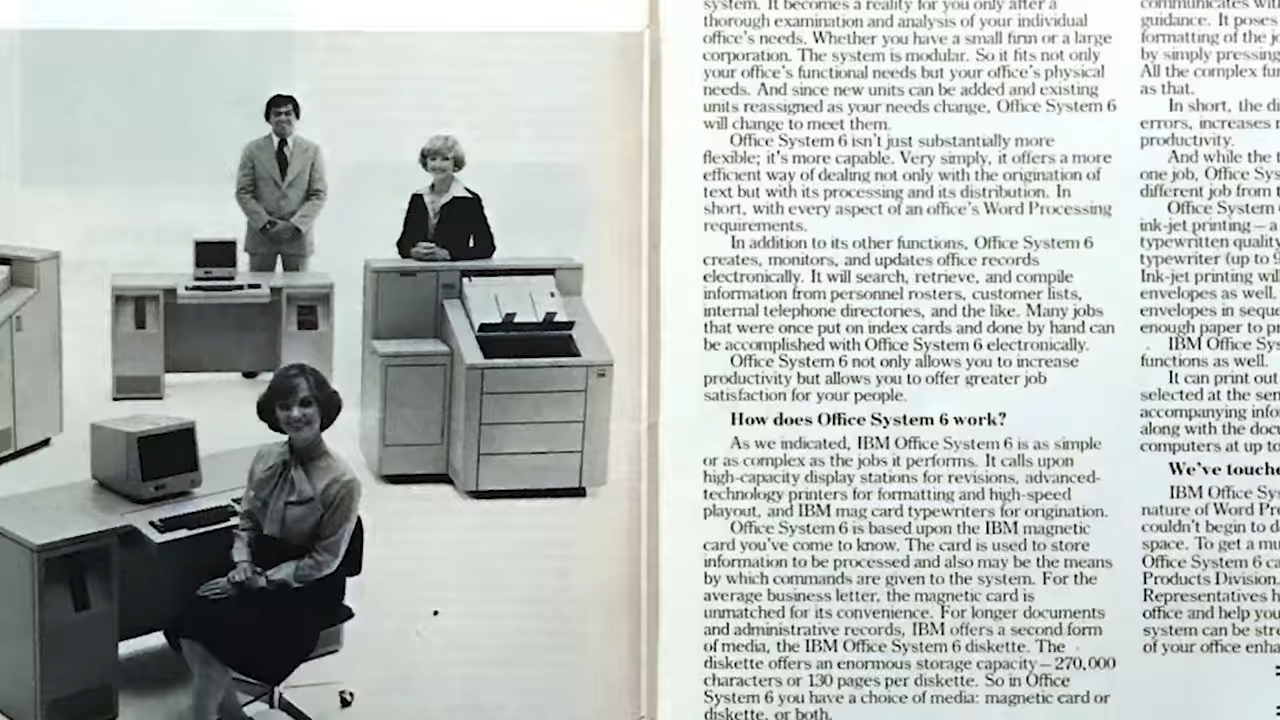 system. It becomes a reality for you only after a
thorough examination and analysis of your individual
office's needs. Whether you have a small firm or a large
corporation. The system is modular. So it fits not only
your office's functional needs but your office's physical
needs. And since new units can be added and existing
units reassigned as your needs change, Office System 6
will change to meet them.
Office System 6 isn't just substantially more
flexible; it's more capable. Very simply, it offers a more
efficient way of dealing not only with the origination of
text but with its processing and its distribution. In
short, with every aspect of an office's Word Processing
requirements.
In addition to its other functions, Office System 6
creates, monitors, and updates office records
electronically. It will search, retrieve, and compile
information from personnel rosters, customer lists,
internal telephone directories, and the like. Many jobs
that were once put on index cards and done by hand can
be accomplished with Office System 6 electronically.
Office System 6 not only allows you to increase
productivity but allows you to offer greater job
satisfaction for your people.
How does Office System 6 work?
As we indicated, IBM Office System 6 is as simple
or as complex as the jobs it performs. It calls upon
high-capacity display stations for revisions, advanced-
technology printers for formatting and high-speed
playout, and IBM mag card typewriters for origination.
Office System 6 is based upon the IBM magnetic
card you've come to know. The card is used to store
information to be processed and also may be the means
by which commands are given to the system. For the
average business letter, the magnetic card is
unmatched for its convenience. For longer documents
and administrative records, IBM offers a second form
of media, the IBM Office System 6 diskette. The
diskette offers an enormous storage capacity—270,000
characters or 130 pages per diskette. So in Office
System 6 you have a choice of media: magnetic card or
diskette, or both.
communicates with
guidance. It poses
formatting of the
by simply pressing
All the complex
as that.
In short, the
errors, increases
productivity.
And while the
one job, Office
different job from
Office System
ink-jet printing – a
typewritten quality
typewriter (up to
Ink-jet printing
envelopes as well.
envelopes in
enough paper to
IBM Office
functions as well.
It can print out
selected at the
accompanying
along with the
computers at up to
We've
IBM Office
nature of Word
couldn't begin to
space. To get a
Office System 6
Products Division.
Representatives
office and help you
system can be
of your office